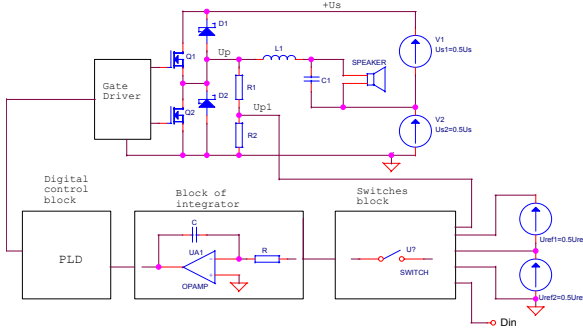 +Us
D1
Up
L1
V1
Us1=0.5Us
Q1
SPEAKER
Gate
Driver
C1
R1
D2
Up1
Q2
V2
Us2=0.5Us
R2
Digital
control
block
Block of
integrator
Switches
block
C
UA1
R
U?
Uref1=0.5Ure
PLD
OPAMP
SWITCH
Uref2=0.5Ure
Din